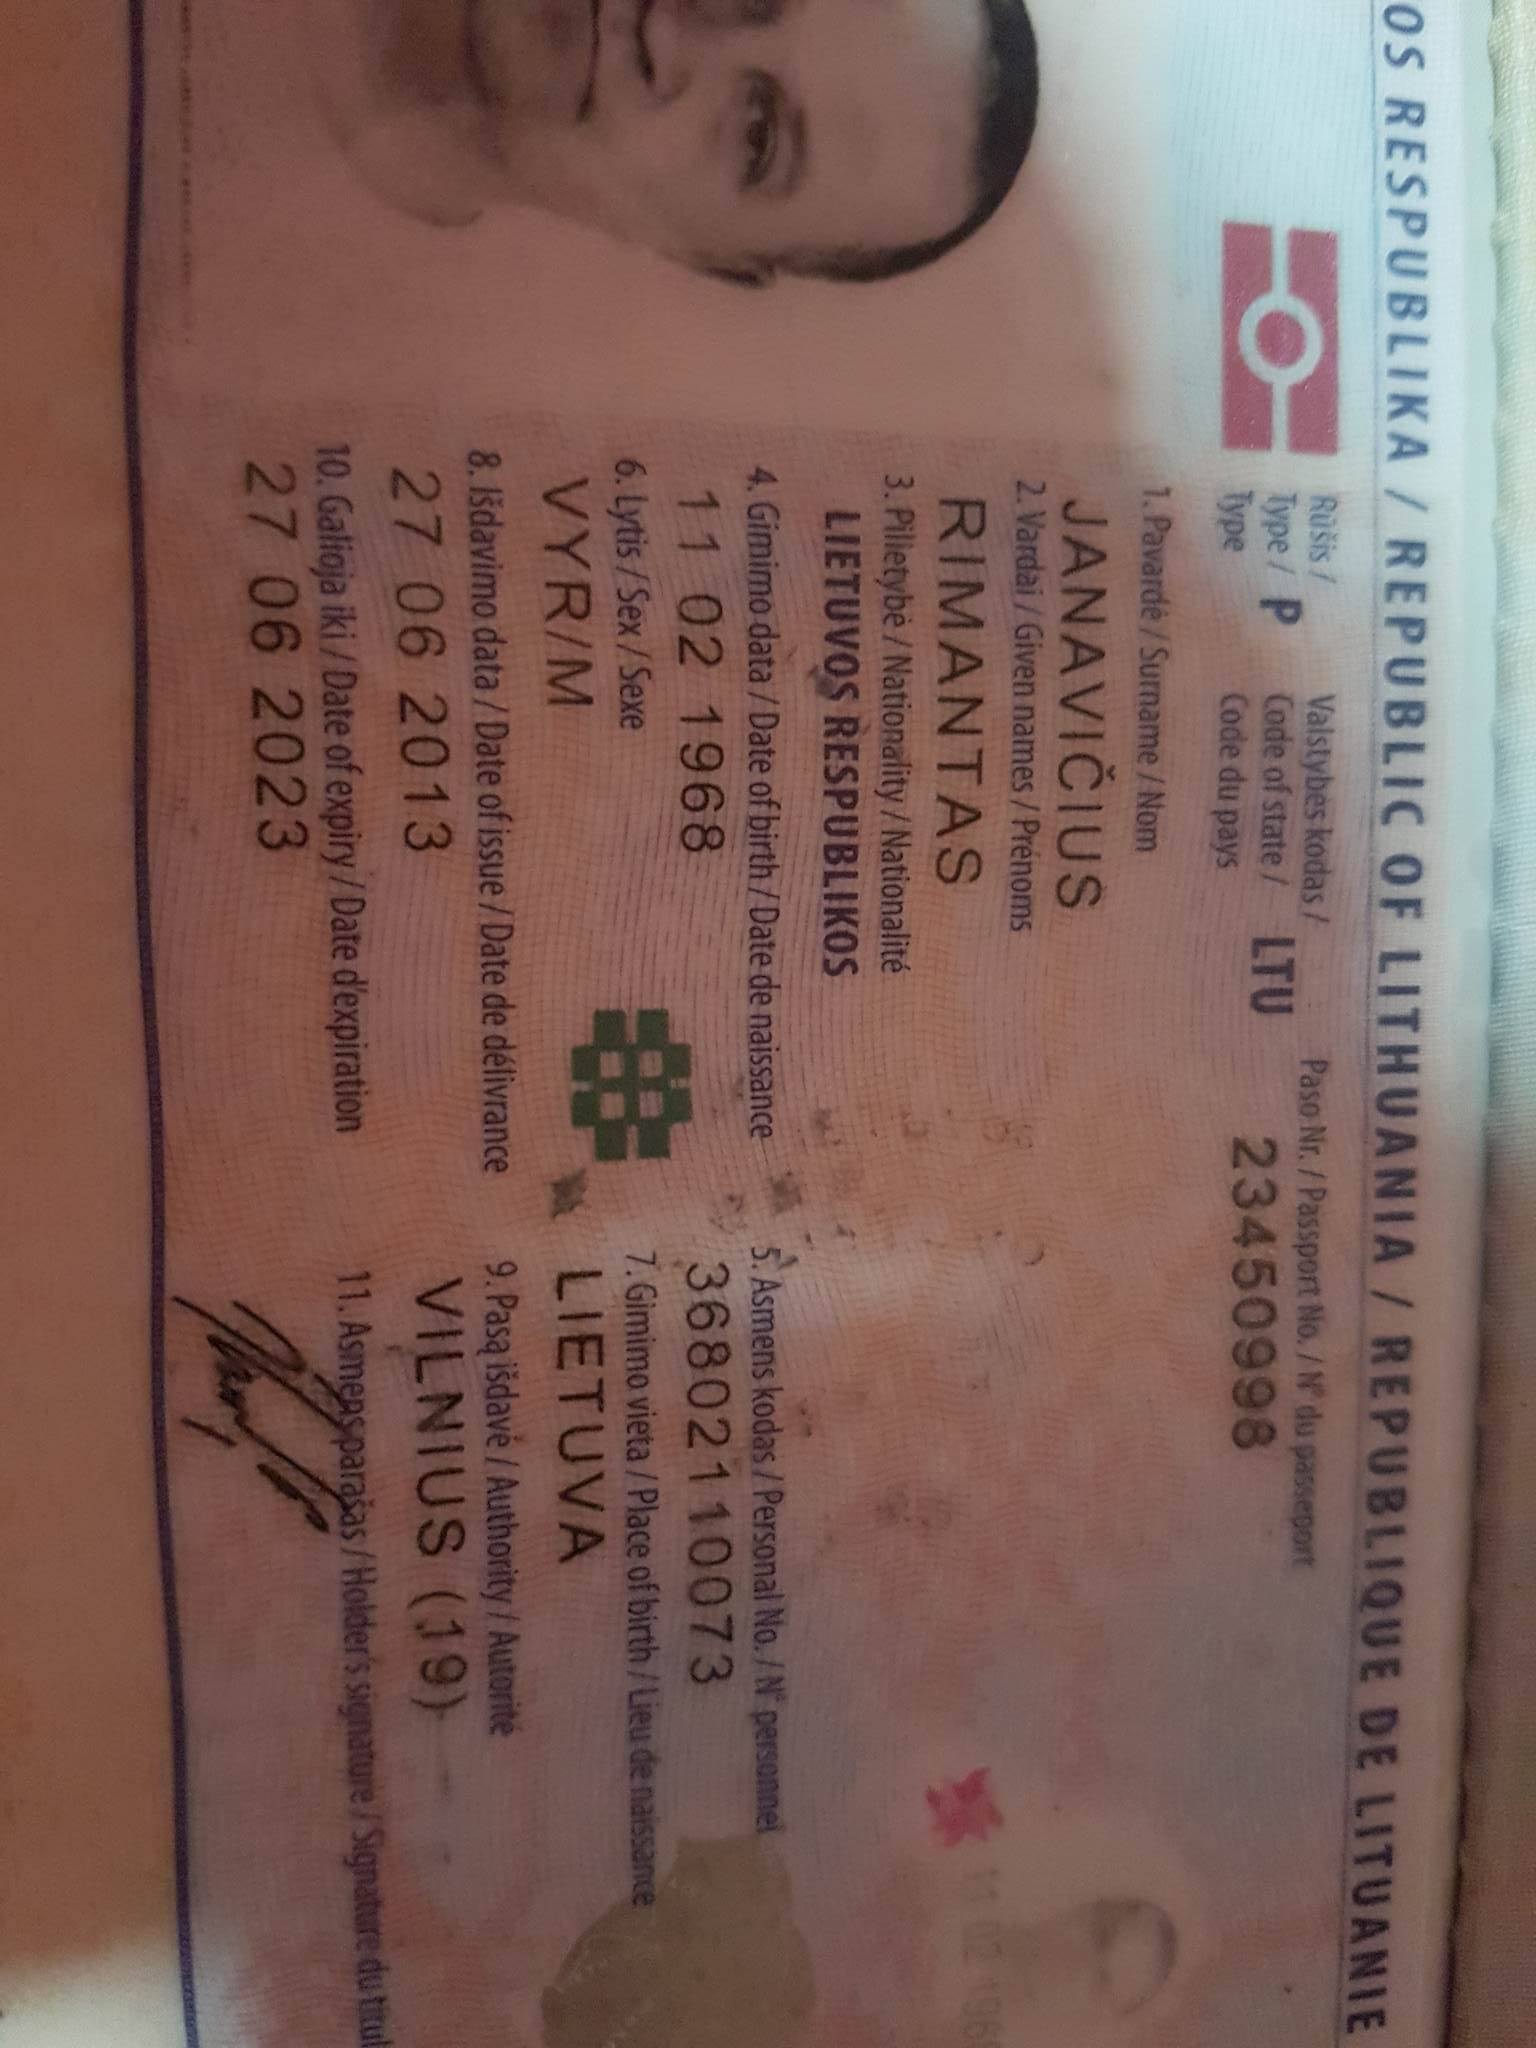 OS RESPUBLIKA / REPUBLIC OF LITHUANIA / REPUBLIQUE DE LITUANIE
Rūšis / Type / Type P
Valstybės kodas / Code of state / Code du pays LTU
Paso Nr. / Passport No. / N° du passeport
23450998
1. Pavardė / Surname / Nom
JANAVIČIUS
2. Vardai / Given names / Prénoms
RIMANTAS
3. Pilietybė / Nationality / Nationalité
LIETUVOS RESPUBLIKOS
4. Gimimo data / Date of birth / Date de naissance
11 02 1968
5. Asmens kodas / Personal No. / N° personnel
36802110073
6. Lytis / Sex / Sexe
VYR/M
7. Gimimo vieta / Place of birth / Lieu de naissance
LIETUVA
8. Išdavimo data / Date of issue / Date de délivrance
27 06 2013
9. Pasą išdavė / Authority / Autorité
VILNIUS (19)
10. Galioja iki / Date of expiry / Date d'expiration
27 06 2023
11. Asmens parašas / Holder's signature / Signature du titul
11 02 196